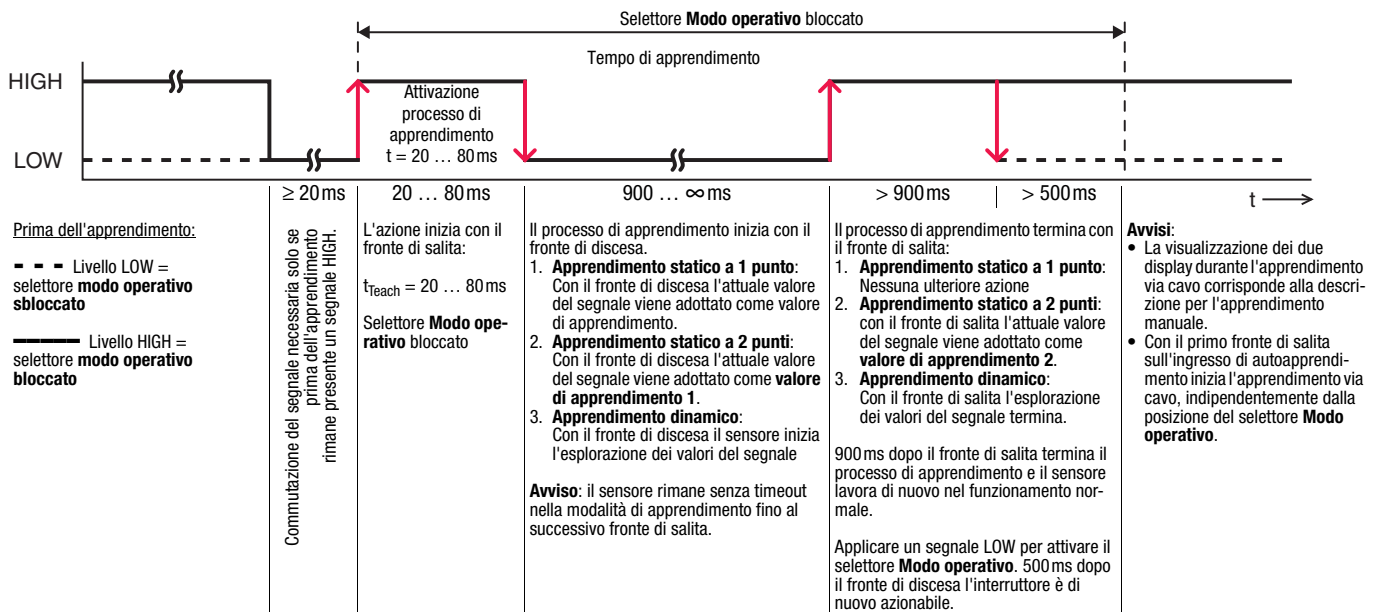 Selettore Modo operativo bloccato
Tempo di apprendimento
HIGH
Attivazione
processo di
apprendimento
t = 20 … 80 ms
LOW
≥ 20 ms
20 … 80 ms
900 … ∞ ms
> 900 ms
> 500 ms
t
Prima dell'apprendimento:
Livello LOW =
selettore modo operativo
sbloccato
Livello HIGH =
selettore modo operativo
bloccato
Commutazione del segnale necessaria solo se
prima dell'apprendimento
rimane presente un segnale HIGH.
L'azione inizia con il
fronte di salita:
tTeach = 20 … 80 ms
Selettore Modo ope-
rativo bloccato
Il processo di apprendimento inizia con il
fronte di discesa.
1. Apprendimento statico a 1 punto:
Con il fronte di discesa l'attuale valore
del segnale viene adottato come valore
di apprendimento.
2. Apprendimento statico a 2 punti:
Con il fronte di discesa l'attuale valore
del segnale viene adottato come valore
di apprendimento 1.
3. Apprendimento dinamico:
Con il fronte di discesa il sensore inizia
l'esplorazione dei valori del segnale
Avviso: il sensore rimane senza timeout
nella modalità di apprendimento fino al
successivo fronte di salita.
Il processo di apprendimento termina con
il fronte di salita:
1. Apprendimento statico a 1 punto:
Nessuna ulteriore azione
2. Apprendimento statico a 2 punti:
con il fronte di salita l'attuale valore
del segnale viene adottato come
valore di apprendimento 2.
3. Apprendimento dinamico:
Con il fronte di salita l'esplorazione
dei valori del segnale termina.
900 ms dopo il fronte di salita termina il
processo di apprendimento e il sensore
lavora di nuovo nel funzionamento nor-
male.
Applicare un segnale LOW per attivare il
selettore Modo operativo. 500 ms dopo
il fronte di discesa l'interruttore è di
nuovo azionabile.
Avvisi:
• La visualizzazione dei due
display durante l'apprendimento
via cavo corrisponde alla descri-
zione per l'apprendimento
manuale.
• Con il primo fronte di salita
sull'ingresso di autoapprendi-
mento inizia l'apprendimento via
cavo, indipendentemente dalla
posizione del selettore Modo
operativo.